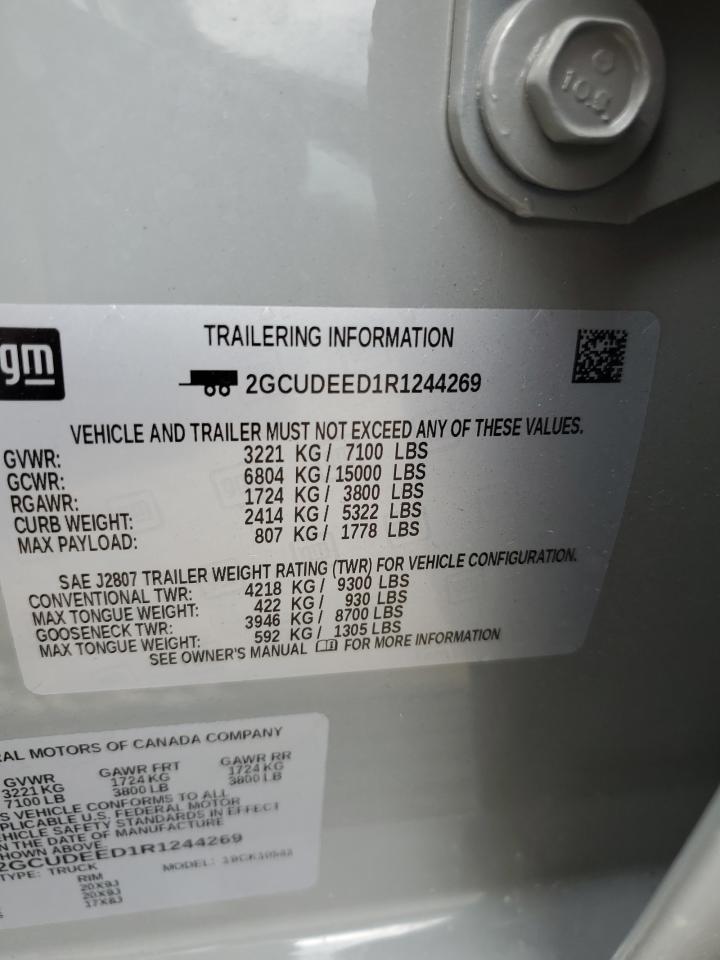 10.9
gm
TRAILERING INFORMATION
2GCUDEED1R1244269
VEHICLE AND TRAILER MUST NOT EXCEED ANY OF THESE VALUES.
GVWR: 3221 KG / 7100 LBS
GCWR: 6804 KG / 15000 LBS
RGAWR: 1724 KG / 3800 LBS
CURB WEIGHT: 2414 KG / 5322 LBS
MAX PAYLOAD: 807 KG / 1778 LBS
SAE J2807 TRAILER WEIGHT RATING (TWR) FOR VEHICLE CONFIGURATION.
CONVENTIONAL TWR: 4218 KG / 9300 LBS
MAX TONGUE WEIGHT: 422 KG / 930 LBS
GOOSENECK TWR: 3946 KG / 8700 LBS
MAX TONGUE WEIGHT: 592 KG / 1305 LBS
SEE OWNER'S MANUAL FOR MORE INFORMATION
RAL MOTORS OF CANADA COMPANY
GVWR GAWR FRT GAWR RR
3221 KG 1724 KG 1724 KG
7100 LB 3800 LB 3800 LB
S VEHICLE CONFORMS TO ALL
PPLICABLE U.S. FEDERAL MOTOR
EHICLE SAFETY STANDARDS IN EFFECT
N THE DATE OF MANUFACTURE
SHOWN ABOVE.
2GCUDEED1R1244269
TYPE: TRUCK MODEL:
RIM
20X9J
20X9J
17X8J